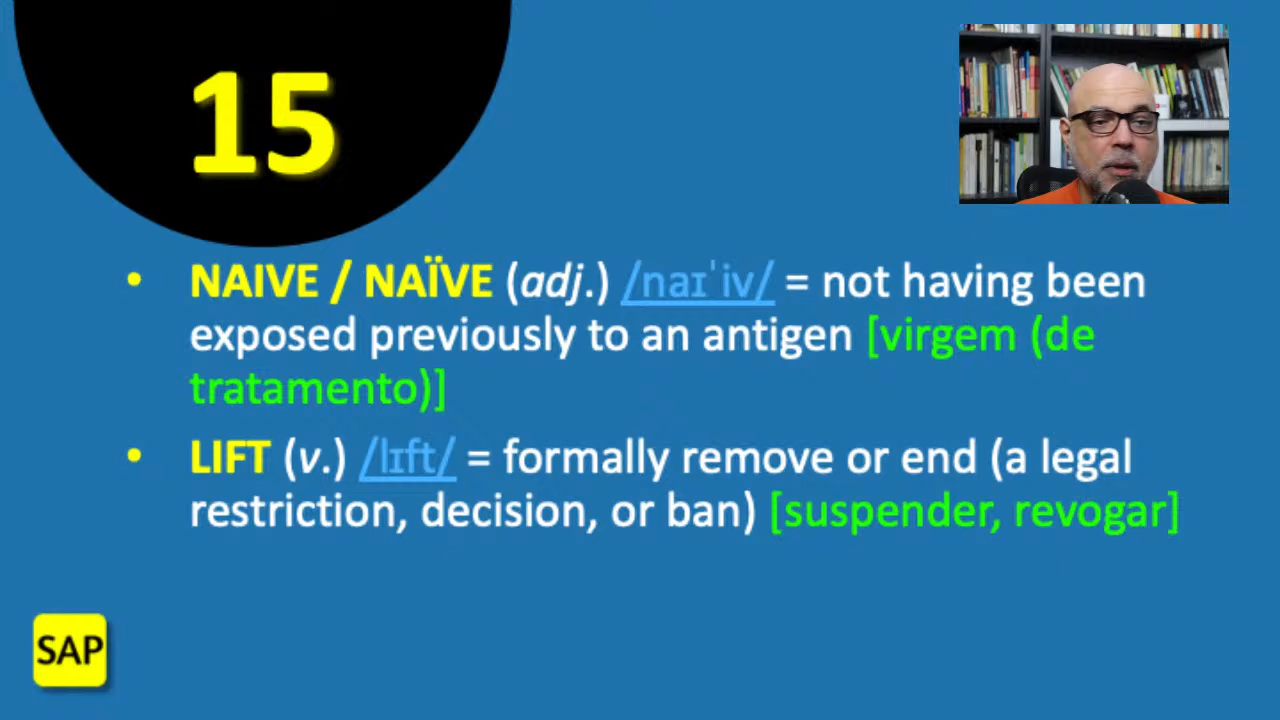 15
• NAIVE / NAÏVE (adj.) /naɪˈiv/ = not having been
exposed previously to an antigen [virgem (de
tratamento)]
• LIFT (v.) /lɪft/ = formally remove or end (a legal
restriction, decision, or ban) [suspender, revogar]
SAP